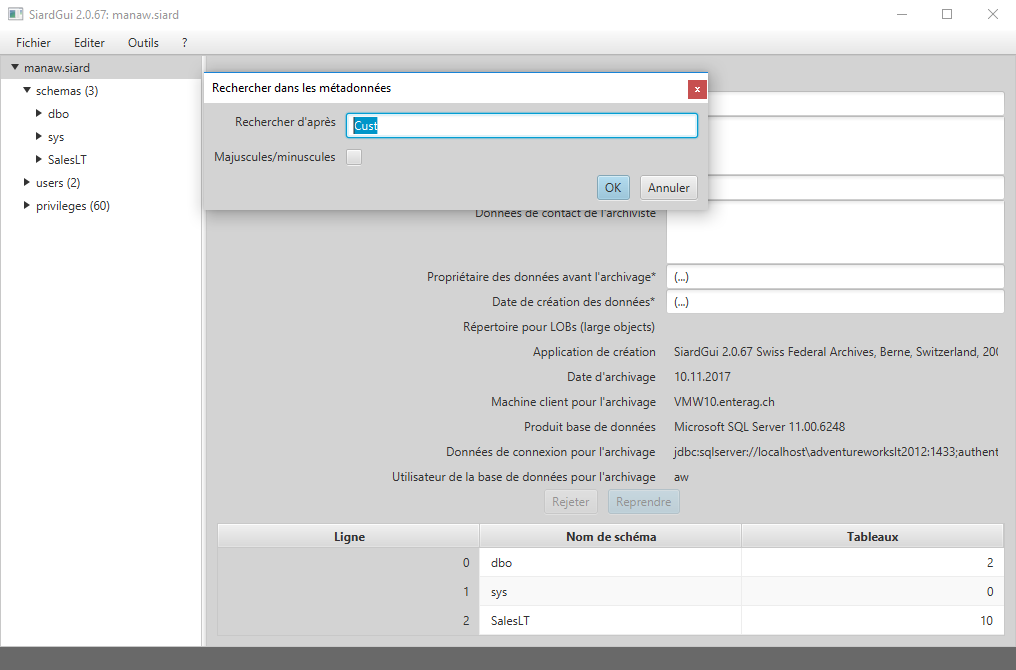 SiardGui 2.0.67: manaw.siard
Fichier Editer Outils ?
manaw.siard
schemas (3)
dbo
sys
SalesLT
users (2)
privileges (60)
Rechercher dans les métadonnées
x
Rechercher d'après Cust
Majuscules/minuscules
OK Annuler
Données de contact de l'archiviste
Propriétaire des données avant l'archivage* (...)
Date de création des données* (...)
Répertoire pour LOBs (large objects)
Application de création SiardGui 2.0.67 Swiss Federal Archives, Berne, Switzerland, 200
Date d'archivage 10.11.2017
Machine client pour l'archivage VMW10.enterag.ch
Produit base de données Microsoft SQL Server 11.00.6248
Données de connexion pour l'archivage jdbc:sqlserver://localhost\adventureworkslt2012:1433;authent
Utilisateur de la base de données pour l'archivage aw
Rejeter Reprendre
Ligne Nom de schéma Tableaux
0 dbo 2
1 sys 0
2 SalesLT 10